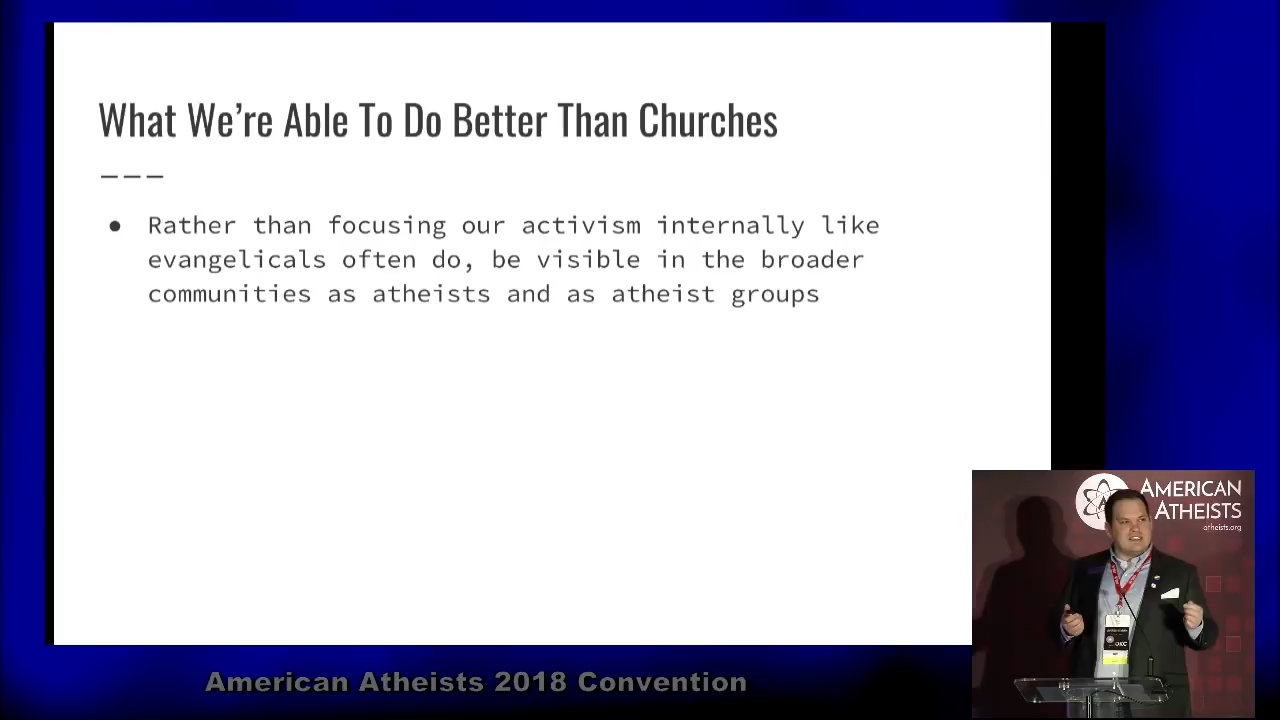 What We're Able To Do Better Than Churches
● Rather than focusing our activism internally like
evangelicals often do, be visible in the broader
communities as atheists and as atheist groups
AMERICAN
ATHEISTS
atheists.org
OKC
American Atheists 2018 Convention